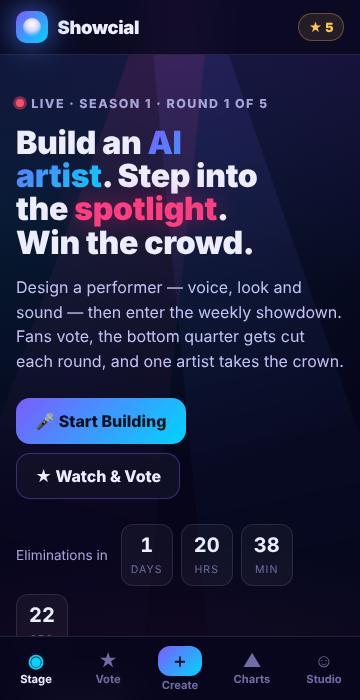 Showcial
★ 5
LIVE · SEASON 1 · ROUND 1 OF 5
Build an AI
artist. Step into
the spotlight.
Win the crowd.
Design a performer — voice, look and
sound — then enter the weekly showdown.
Fans vote, the bottom quarter gets cut
each round, and one artist takes the crown.
🎤 Start Building
★ Watch & Vote
Eliminations in
1 20 38
DAYS HRS MIN
22
Stage Vote Create Charts Studio